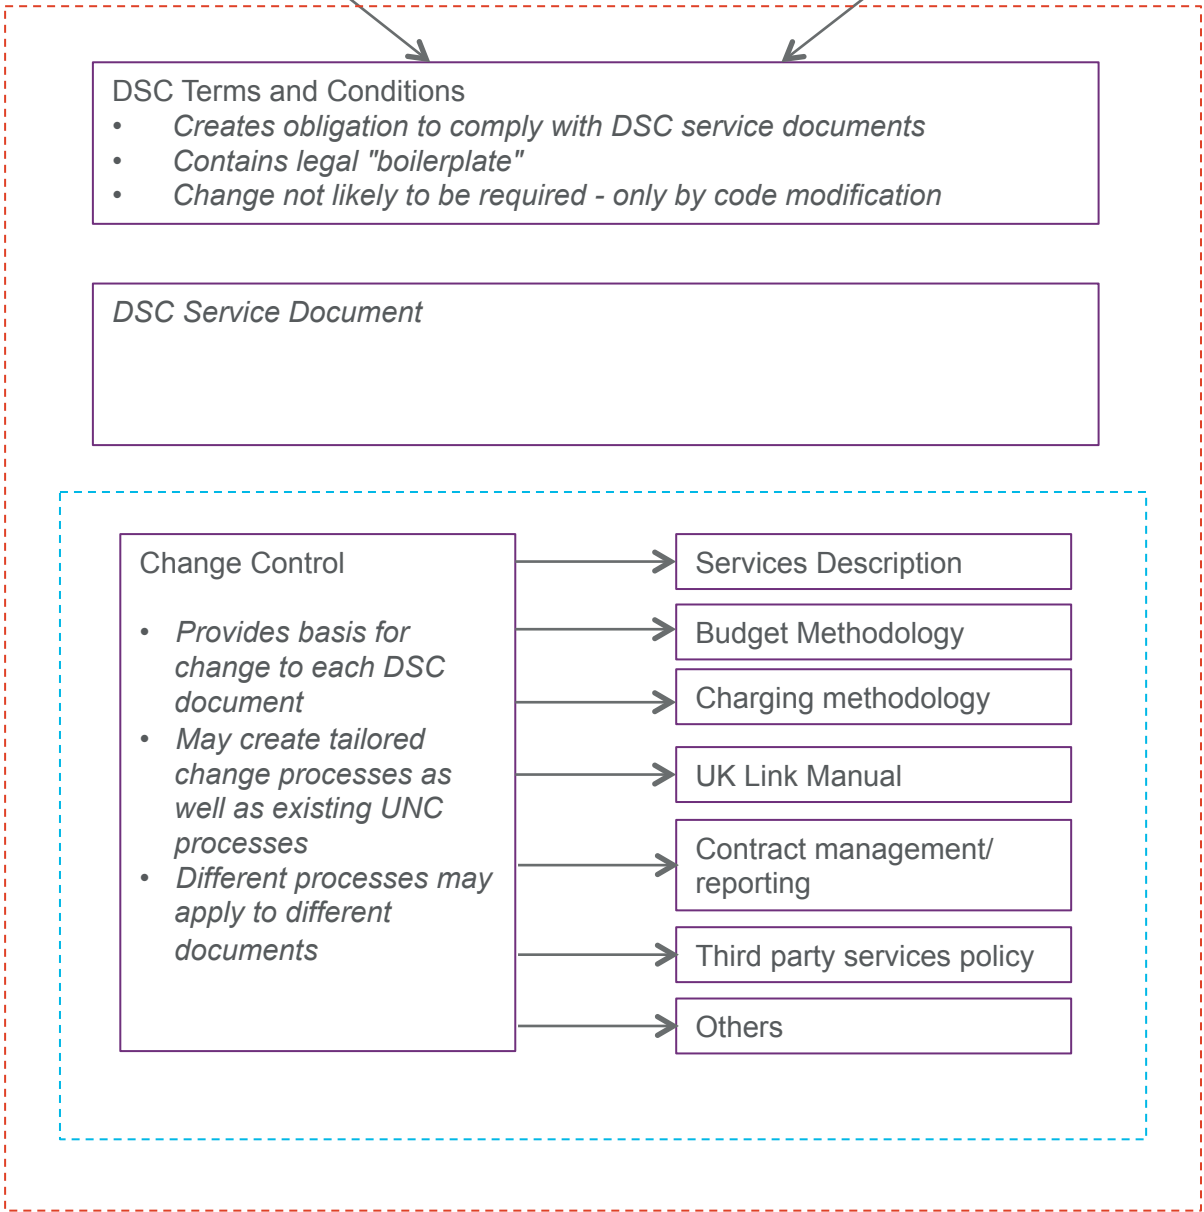 DSC Terms and Conditions
• Creates obligation to comply with DSC service documents
• Contains legal "boilerplate"
• Change not likely to be required - only by code modification
DSC Service Document
Change Control
• Provides basis for
change to each DSC
document
• May create tailored
change processes as
well as existing UNC
processes
• Different processes may
apply to different
documents
Services Description
Budget Methodology
Charging methodology
UK Link Manual
Contract management/
reporting
Third party services policy
Others